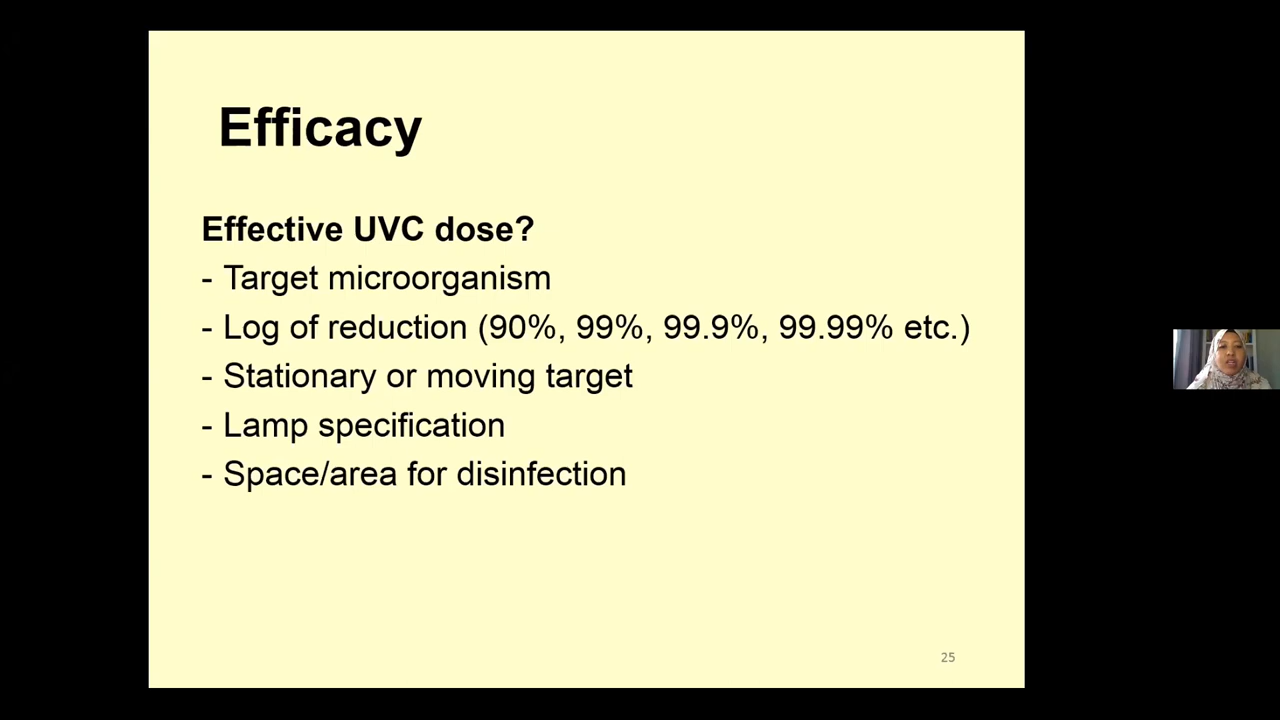 Efficacy
Effective UVC dose?
- Target microorganism
- Log of reduction (90%, 99%, 99.9%, 99.99% etc.)
- Stationary or moving target
- Lamp specification
- Space/area for disinfection
25